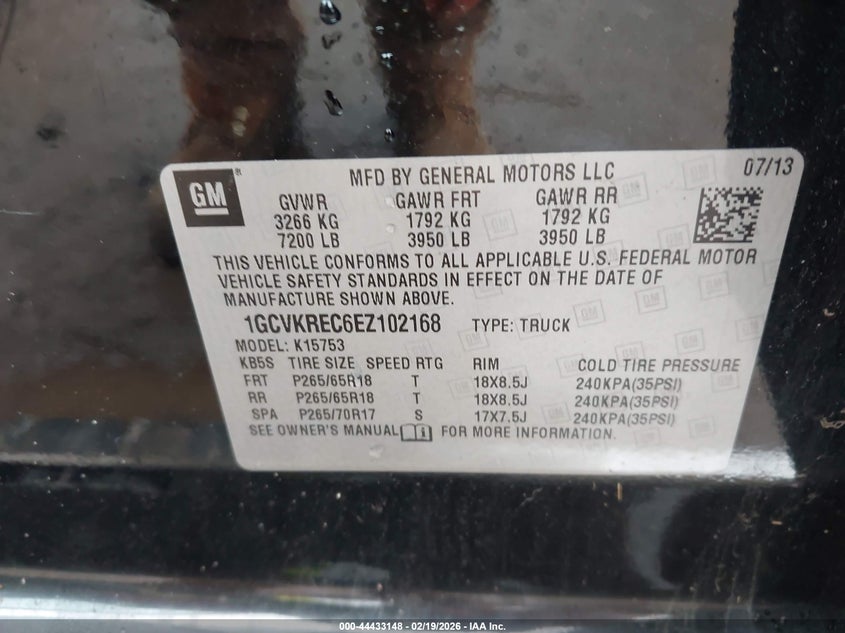 GM
MFD BY GENERAL MOTORS LLC 07/13
GVWR GAWR FRT GAWR RR
3266 KG 1792 KG 1792 KG
7200 LB 3950 LB 3950 LB
THIS VEHICLE CONFORMS TO ALL APPLICABLE U.S. FEDERAL MOTOR
VEHICLE SAFETY STANDARDS IN EFFECT ON THE DATE OF
MANUFACTURE SHOWN ABOVE.
1GCVKREC6EZ102168 TYPE: TRUCK
MODEL: K15753
KB5S TIRE SIZE SPEED RTG RIM COLD TIRE PRESSURE
FRT P265/65R18 T 18X8.5J 240KPA(35PSI)
RR P265/65R18 T 18X8.5J 240KPA(35PSI)
SPA P265/70R17 S 17X7.5J 240KPA(35PSI)
SEE OWNER'S MANUAL FOR MORE INFORMATION.
000-44433148 - 02/19/2026 - IAA Inc.